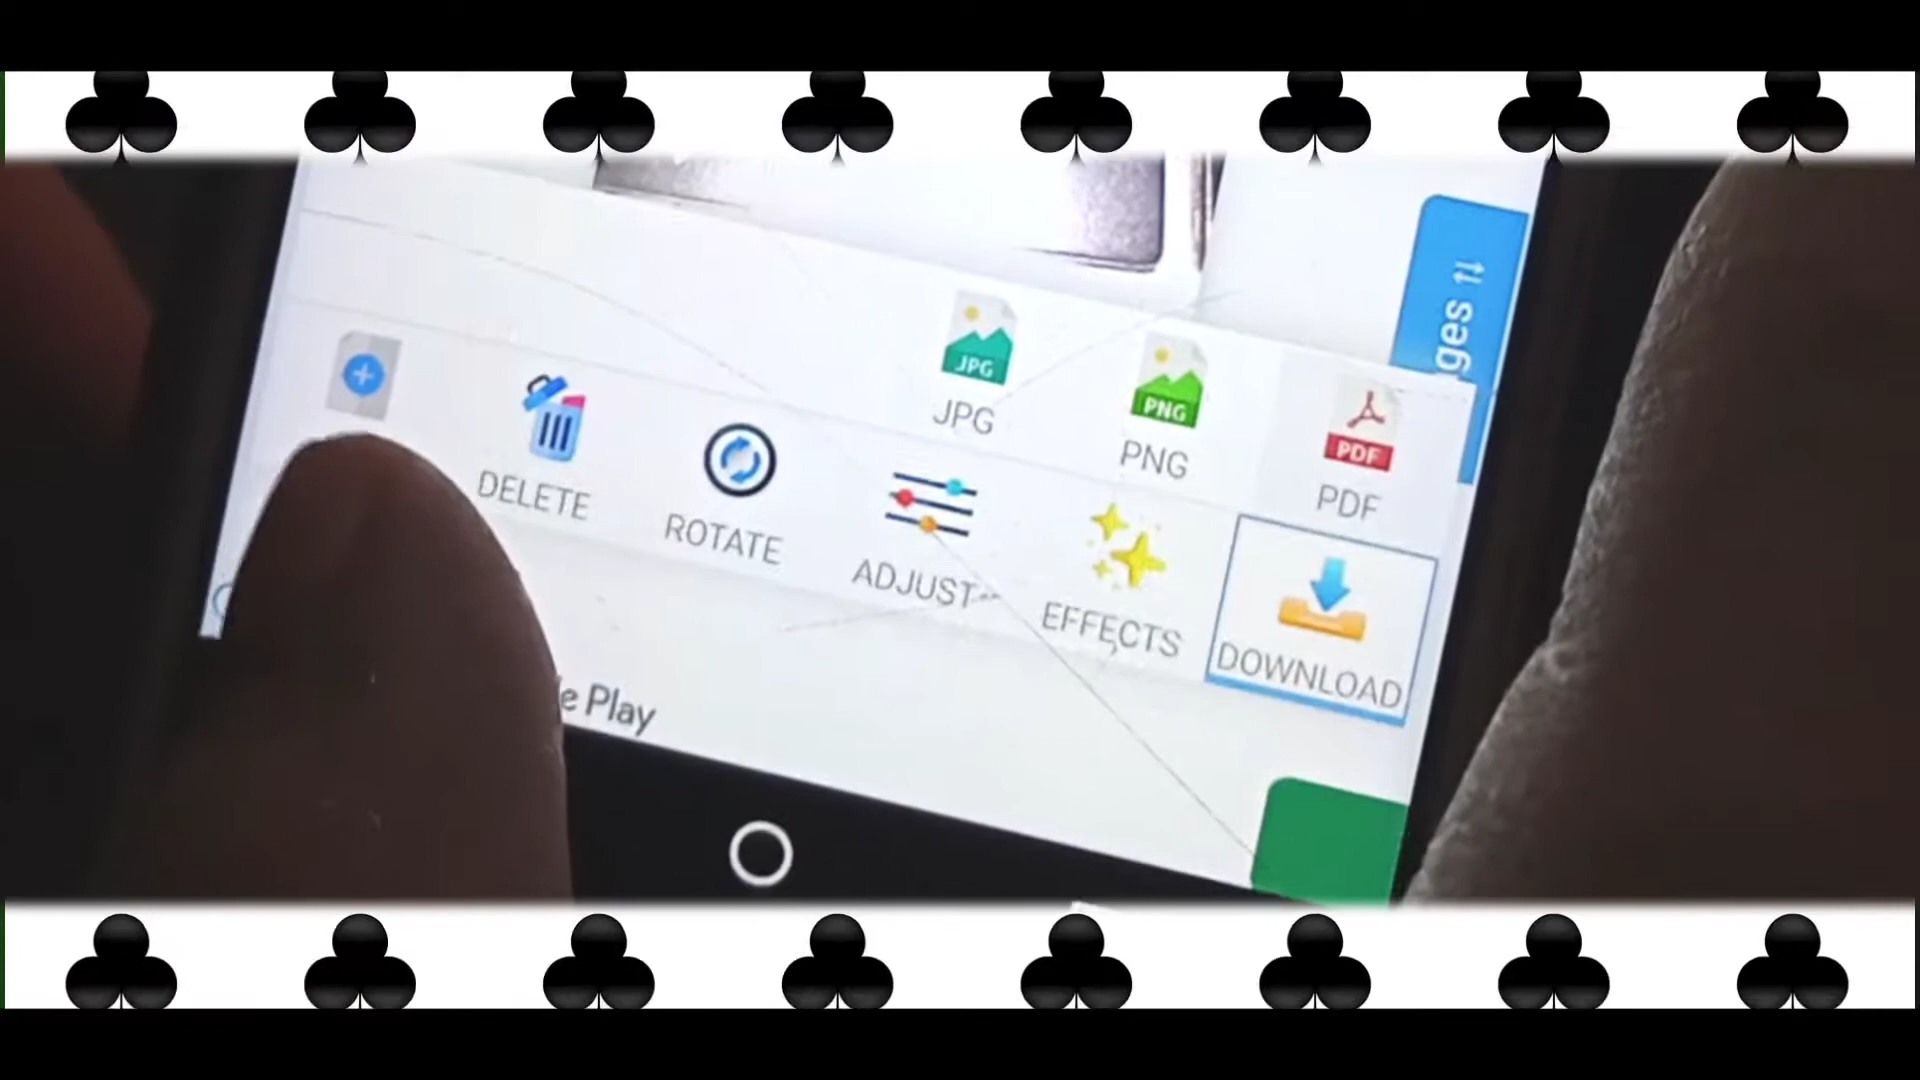 ges
JPG
JPG
PNG
PNG
PDF
PDF
DELETE
ROTATE
ADJUST
EFFECTS
DOWNLOAD
e Play